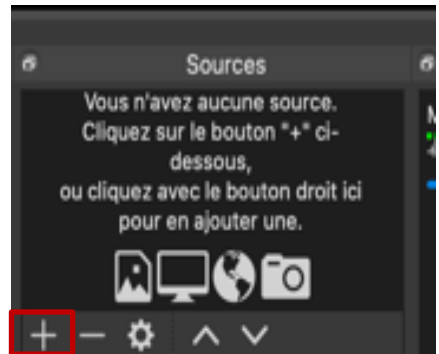 Sources
Vous n'avez aucune source.
Cliquez sur le bouton "+" ci-
dessous,
ou cliquez avec le bouton droit ici
pour en ajouter une.